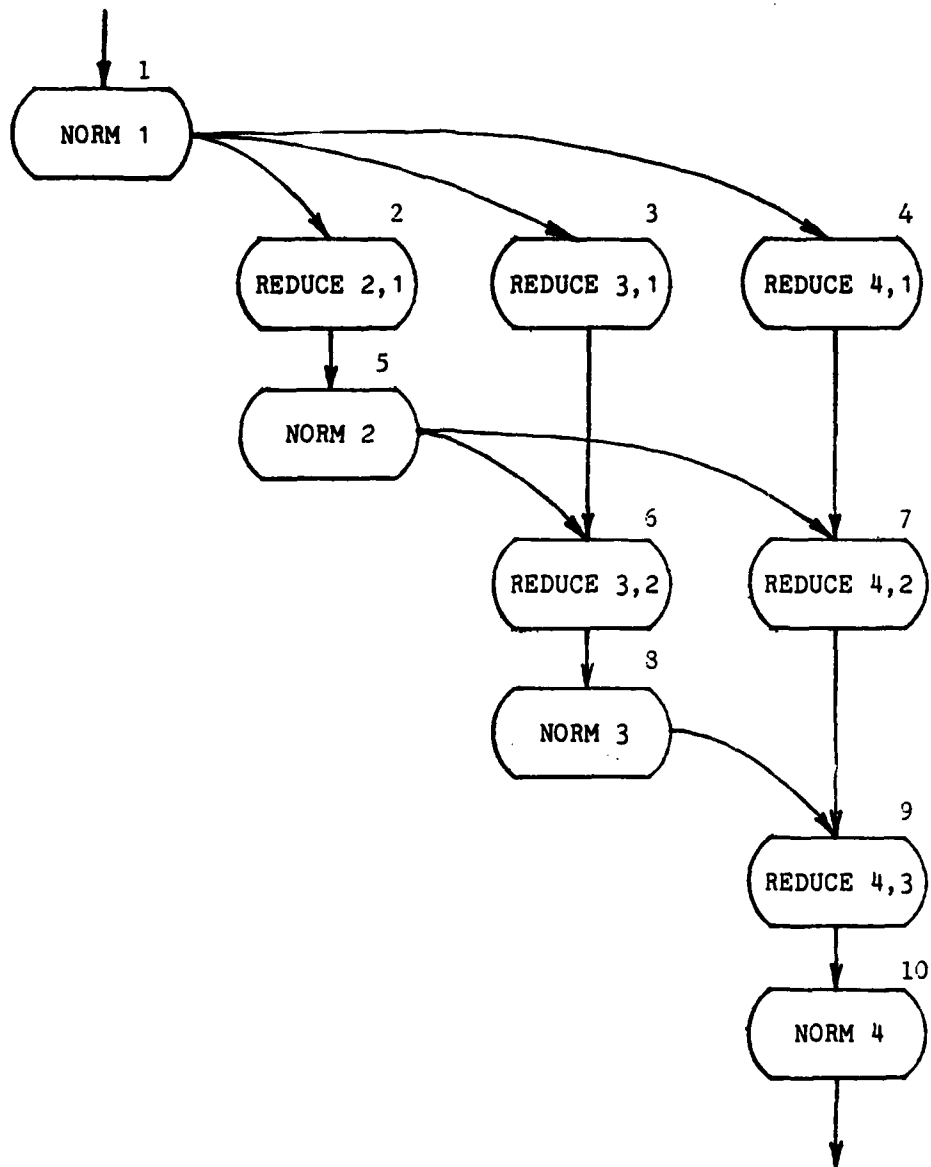 1
NORM 1
2
3
4
REDUCE 2,1
REDUCE 3,1
REDUCE 4,1
5
NORM 2
6
7
REDUCE 3,2
REDUCE 4,2
8
NORM 3
9
REDUCE 4,3
10
NORM 4